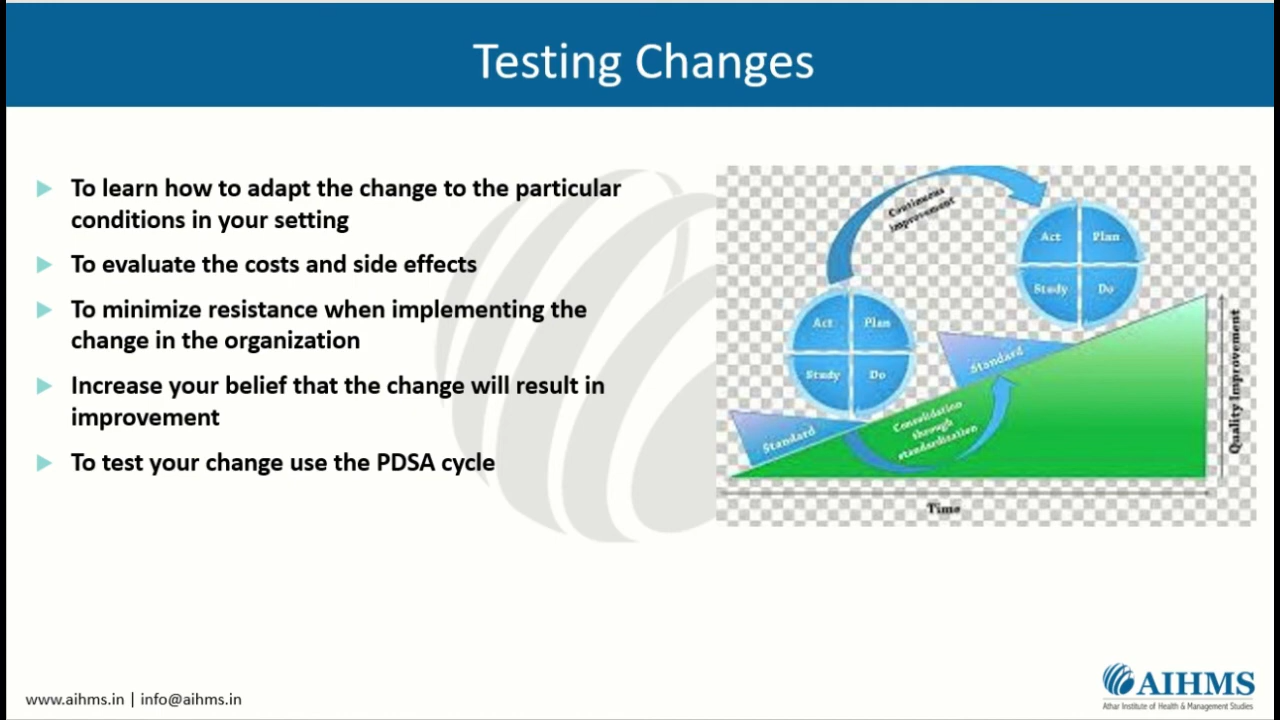 Testing Changes
To learn how to adapt the change to the particular
conditions in your setting
To evaluate the costs and side effects
To minimize resistance when implementing the
change in the organization
Increase your belief that the change will result in
improvement
To test your change use the PDSA cycle
Continuous
improvement
Act
Plan
Study
Do
Act
Plan
Study
Do
Standard
Standard
Consolidation
through
standardization
Quality Improvement
Time
www.aihms.in | info@aihms.in
AIHMS
Athar Institute of Health & Management Studies